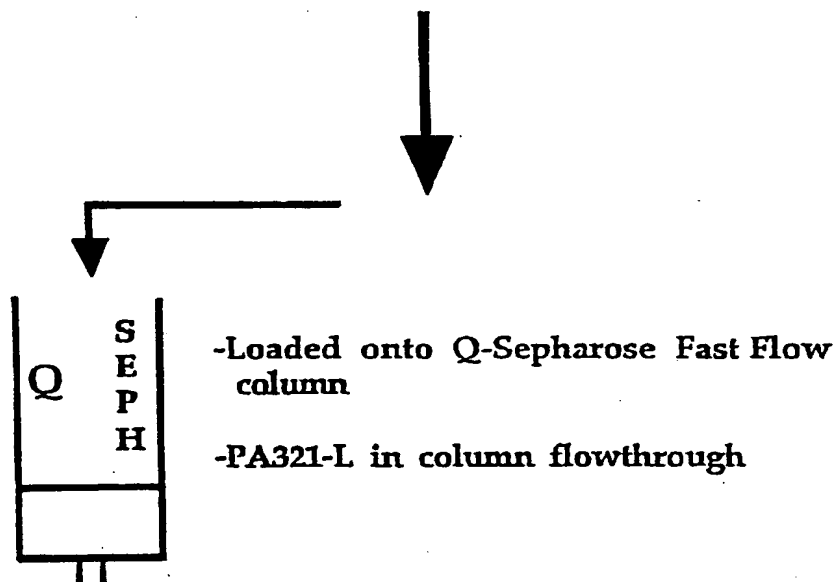 Q
S
E
P
H
-Loaded onto Q-Sepharose Fast Flow
column
-PA321-L in column flowthrough